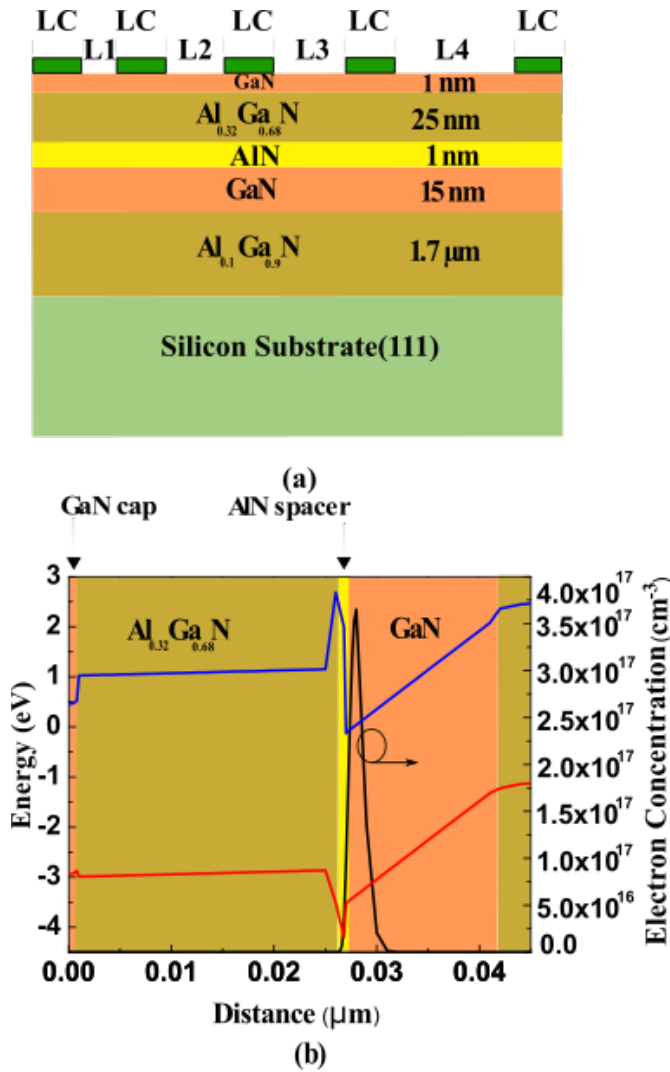 LC LC LC LC LC
L1 L2 L3 L4
GaN 1 nm
Al0.32Ga0.68N 25 nm
AlN 1 nm
GaN 15 nm
Al0.1Ga0.9N 1.7 μm
Silicon Substrate(111)
(a)
GaN cap AlN spacer
Al0.32Ga0.68N GaN
3
2
1
0
-1
-2
-3
-4
Energy (eV)
4.0x10^17
3.5x10^17
3.0x10^17
2.5x10^17
2.0x10^17
1.5x10^17
1.0x10^17
5.0x10^16
0.0
Electron Concentration(cm^-3)
0.00 0.01 0.02 0.03 0.04
Distance (μm)
(b)